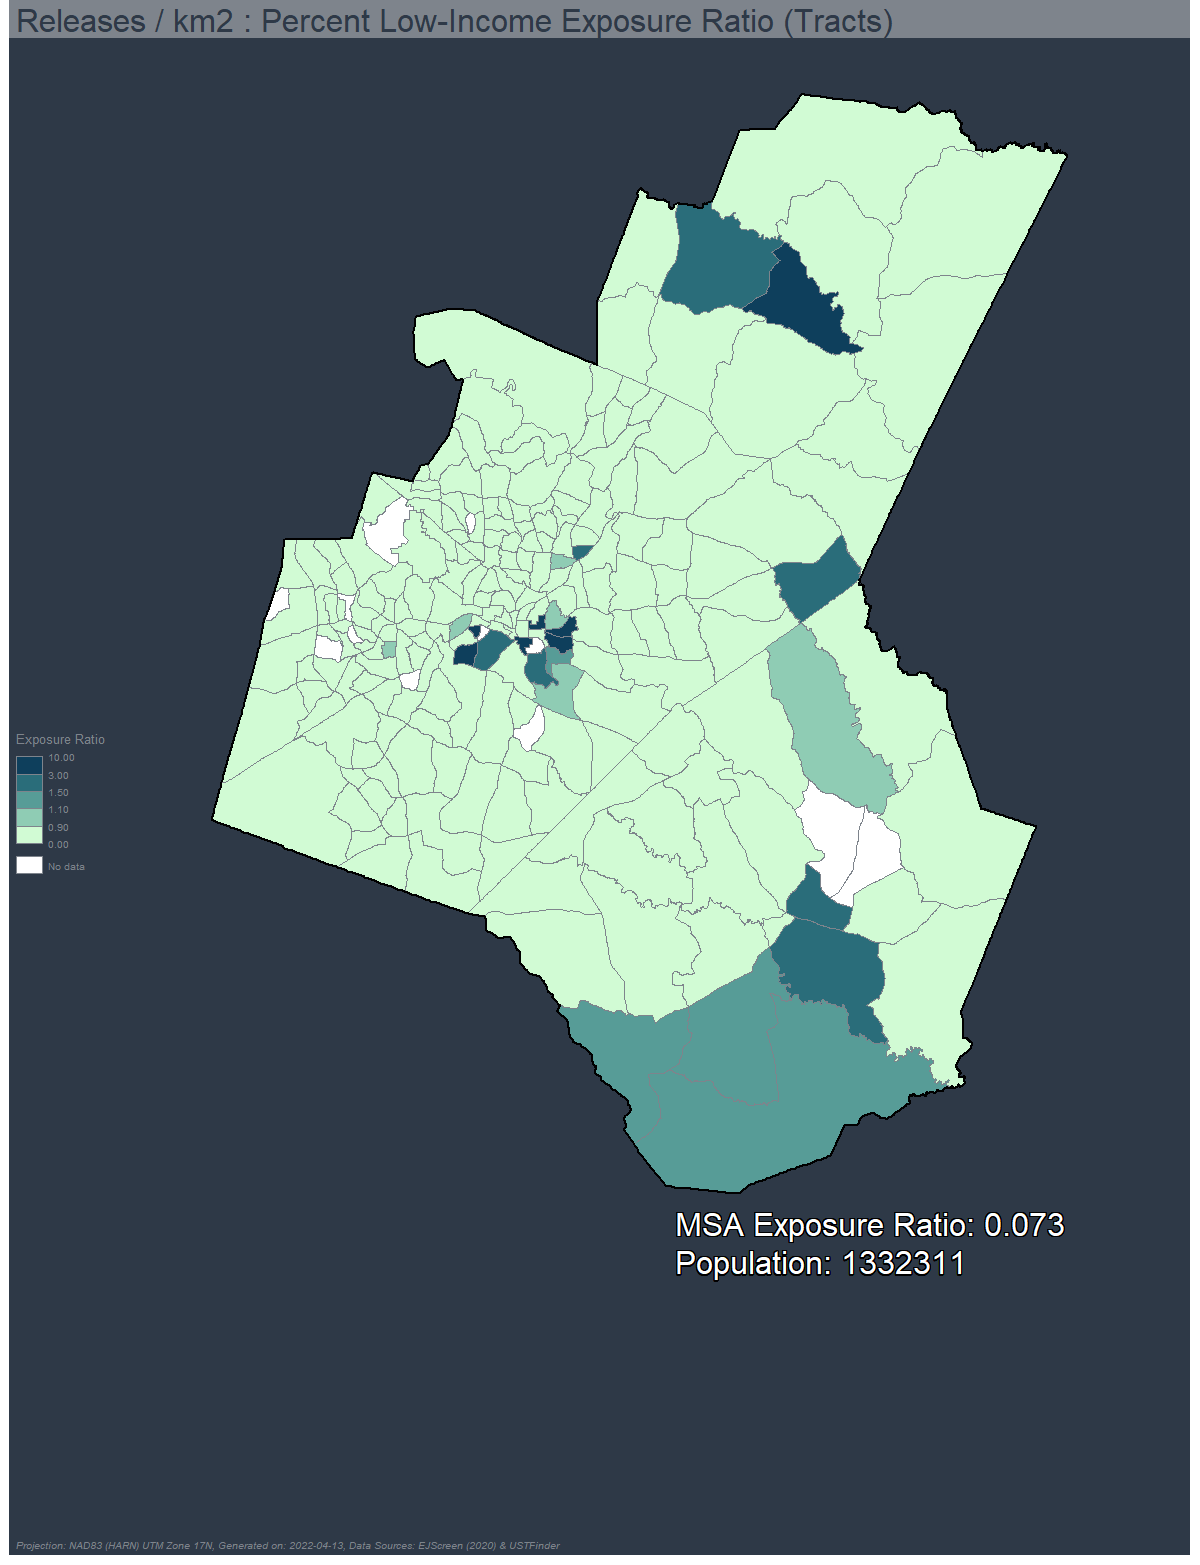 Releases / km2 : Percent Low-Income Exposure Ratio (Tracts)
Exposure Ratio
10.00
3.00
1.50
1.10
0.90
0.00
No data
MSA Exposure Ratio: 0.073
Population: 1332311
Projection: NAD83 (HARN) UTM Zone 17N, Generated on: 2022-04-13, Data Sources: EJScreen (2020) & USTFinder